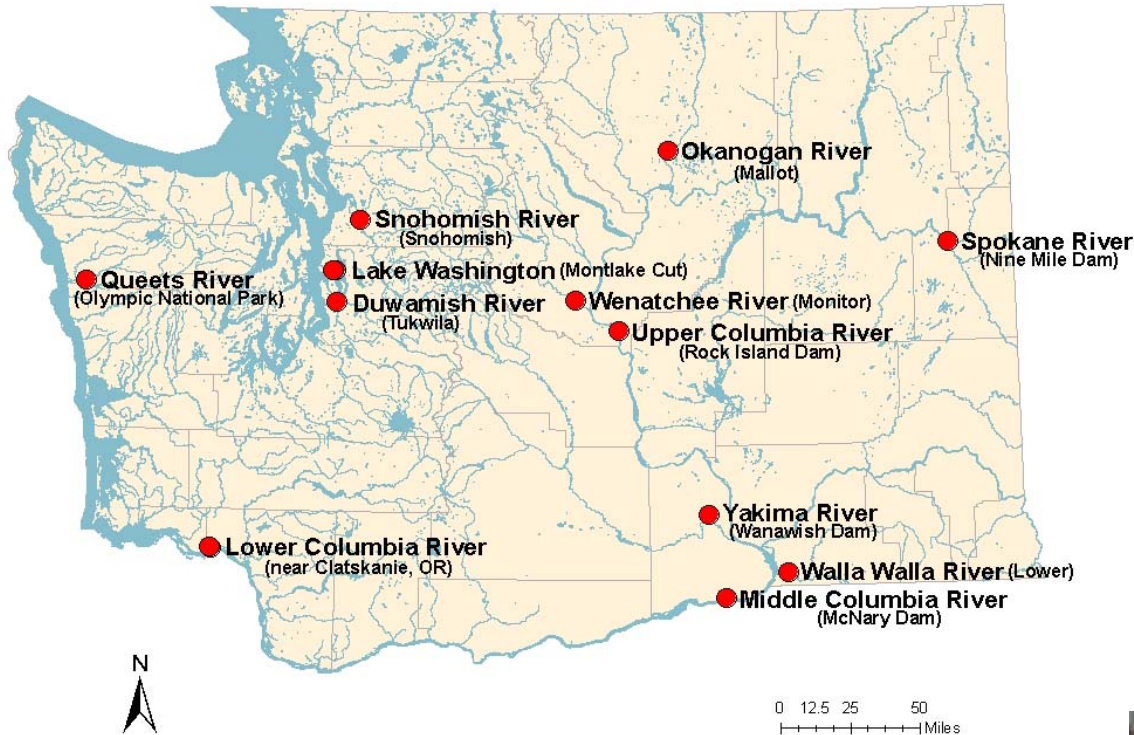 Okanogan River
(Mallot)
Snohomish River
(Snohomish)
Spokane River
(Nine Mile Dam)
Lake Washington (Montlake Cut)
Queets River
(Olympic National Park)
Duwamish River
(Tukwila)
Wenatchee River (Monitor)
Upper Columbia River
(Rock Island Dam)
Yakima River
(Wanawish Dam)
Lower Columbia River
(near Clatskanie, OR)
Walla Walla River (Lower)
Middle Columbia River
(McNary Dam)
N
0 12.5 25 50
Miles